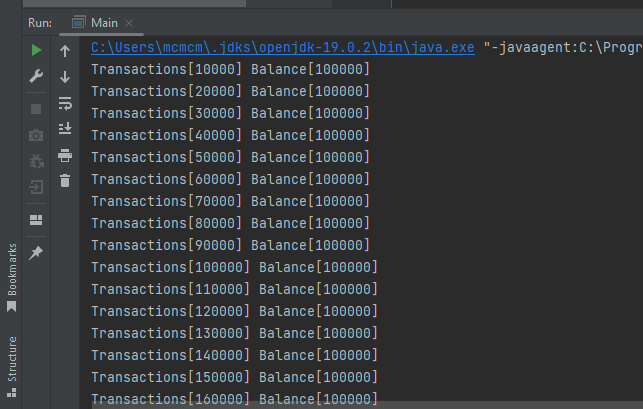 Run: Main
C:\Users\mcmcm\.jdks\openjdk-19.0.2\bin\java.exe "-javaagent:C:\Progr
Transactions[10000] Balance[100000]
Transactions[20000] Balance[100000]
Transactions[30000] Balance[100000]
Transactions[40000] Balance[100000]
Transactions[50000] Balance[100000]
Transactions[60000] Balance[100000]
Transactions[70000] Balance[100000]
Transactions[80000] Balance[100000]
Transactions[90000] Balance[100000]
Transactions[100000] Balance[100000]
Transactions[110000] Balance[100000]
Transactions[120000] Balance[100000]
Transactions[130000] Balance[100000]
Transactions[140000] Balance[100000]
Transactions[150000] Balance[100000]
Transactions[160000] Balance[100000]
Bookmarks
Structure